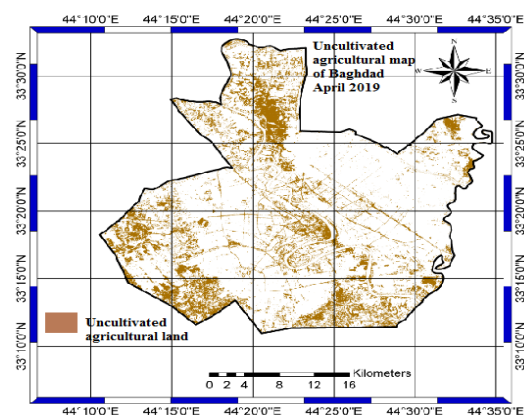 44°10'0"E 44°15'0"E 44°20'0"E 44°25'0"E 44°30'0"E 44°35'0"E
Uncultivated agricultural map
of Baghdad
April 2019
N
W E
S
33°30'0"N 33°30'0"N
33°25'0"N 33°25'0"N
33°20'0"N 33°20'0"N
33°15'0"N 33°15'0"N
33°10'0"N 33°10'0"N
Uncultivated
agricultural land
Kilometers
0 2 4 8 12 16
44°10'0"E 44°15'0"E 44°20'0"E 44°25'0"E 44°30'0"E 44°35'0"E